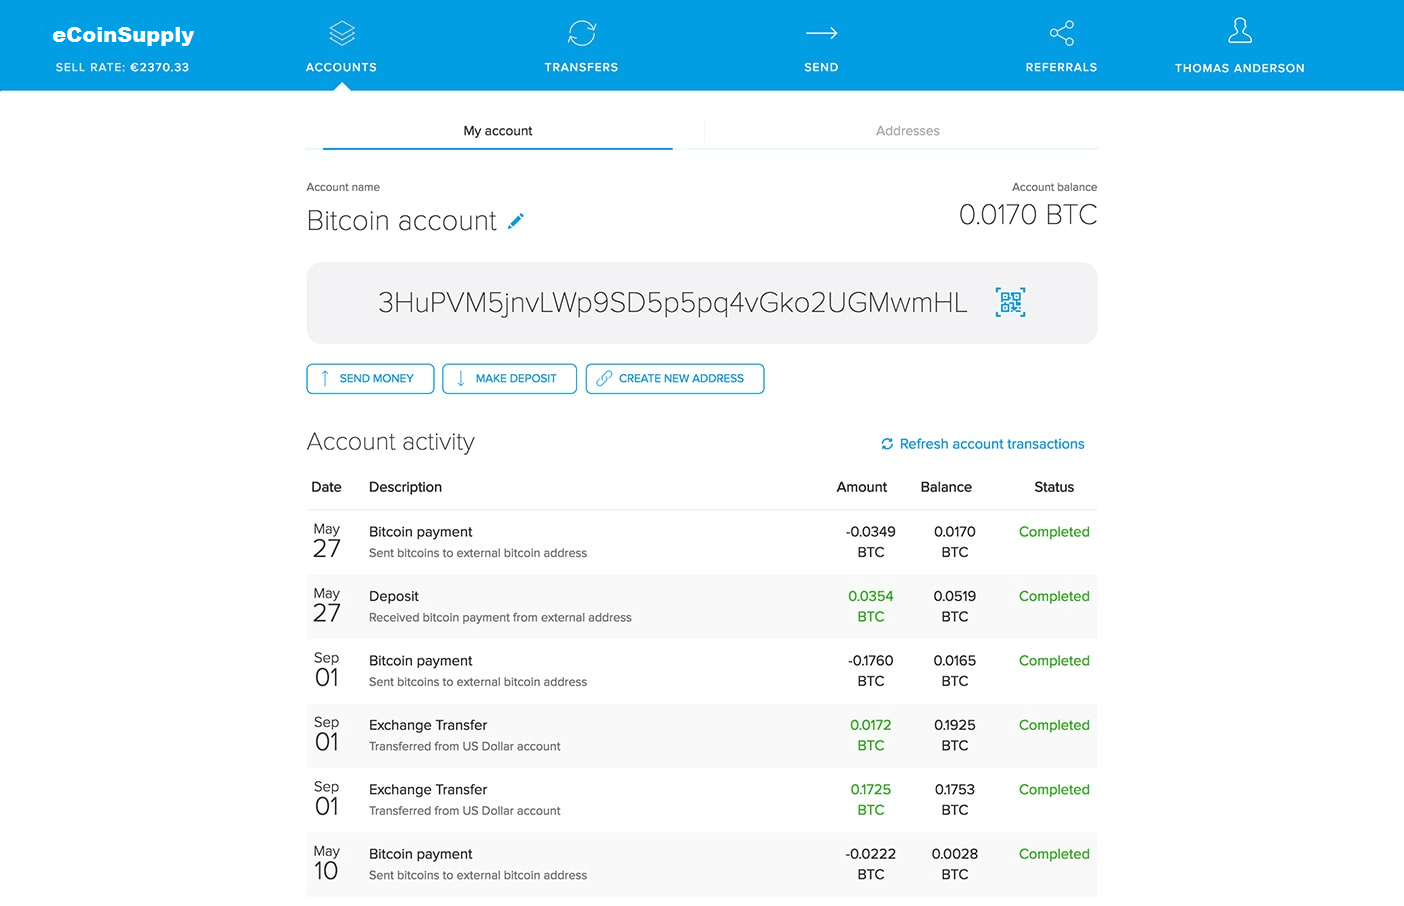 eCoinSupply
SELL RATE: €2370.33
ACCOUNTS
TRANSFERS
SEND
REFERRALS
THOMAS ANDERSON
My account
Addresses
Account name
Account balance
Bitcoin account
0.0170 BTC
3HuPVM5jnvLWp9SD5p5pq4vGko2UGMwmHL
SEND MONEY
MAKE DEPOSIT
CREATE NEW ADDRESS
Account activity
Refresh account transactions
Date Description Amount Balance Status
May
27
Bitcoin payment
Sent bitcoins to external bitcoin address
-0.0349
BTC
0.0170
BTC
Completed
May
27
Deposit
Received bitcoin payment from external address
0.0354
BTC
0.0519
BTC
Completed
Sep
01
Bitcoin payment
Sent bitcoins to external bitcoin address
-0.1760
BTC
0.0165
BTC
Completed
Sep
01
Exchange Transfer
Transferred from US Dollar account
0.0172
BTC
0.1925
BTC
Completed
Sep
01
Exchange Transfer
Transferred from US Dollar account
0.1725
BTC
0.1753
BTC
Completed
May
10
Bitcoin payment
Sent bitcoins to external bitcoin address
-0.0222
BTC
0.0028
BTC
Completed